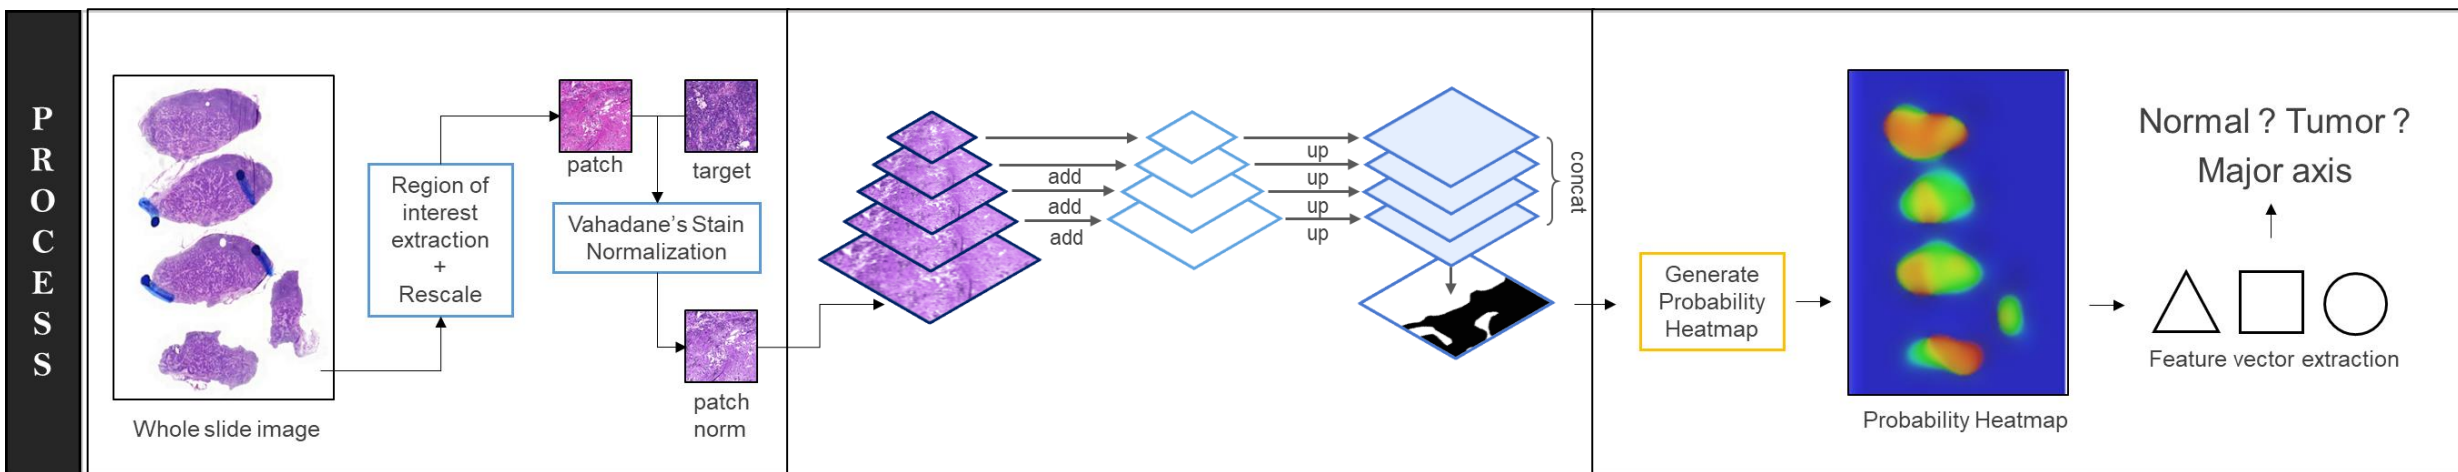 PROCESS
Whole slide image
Region of
interest
extraction
+
Rescale
patch
target
Vahadane's Stain
Normalization
patch
norm
add
add
add
up
up
up
up
concat
Generate
Probability
Heatmap
Probability Heatmap
Normal ? Tumor ?
Major axis
Feature vector extraction